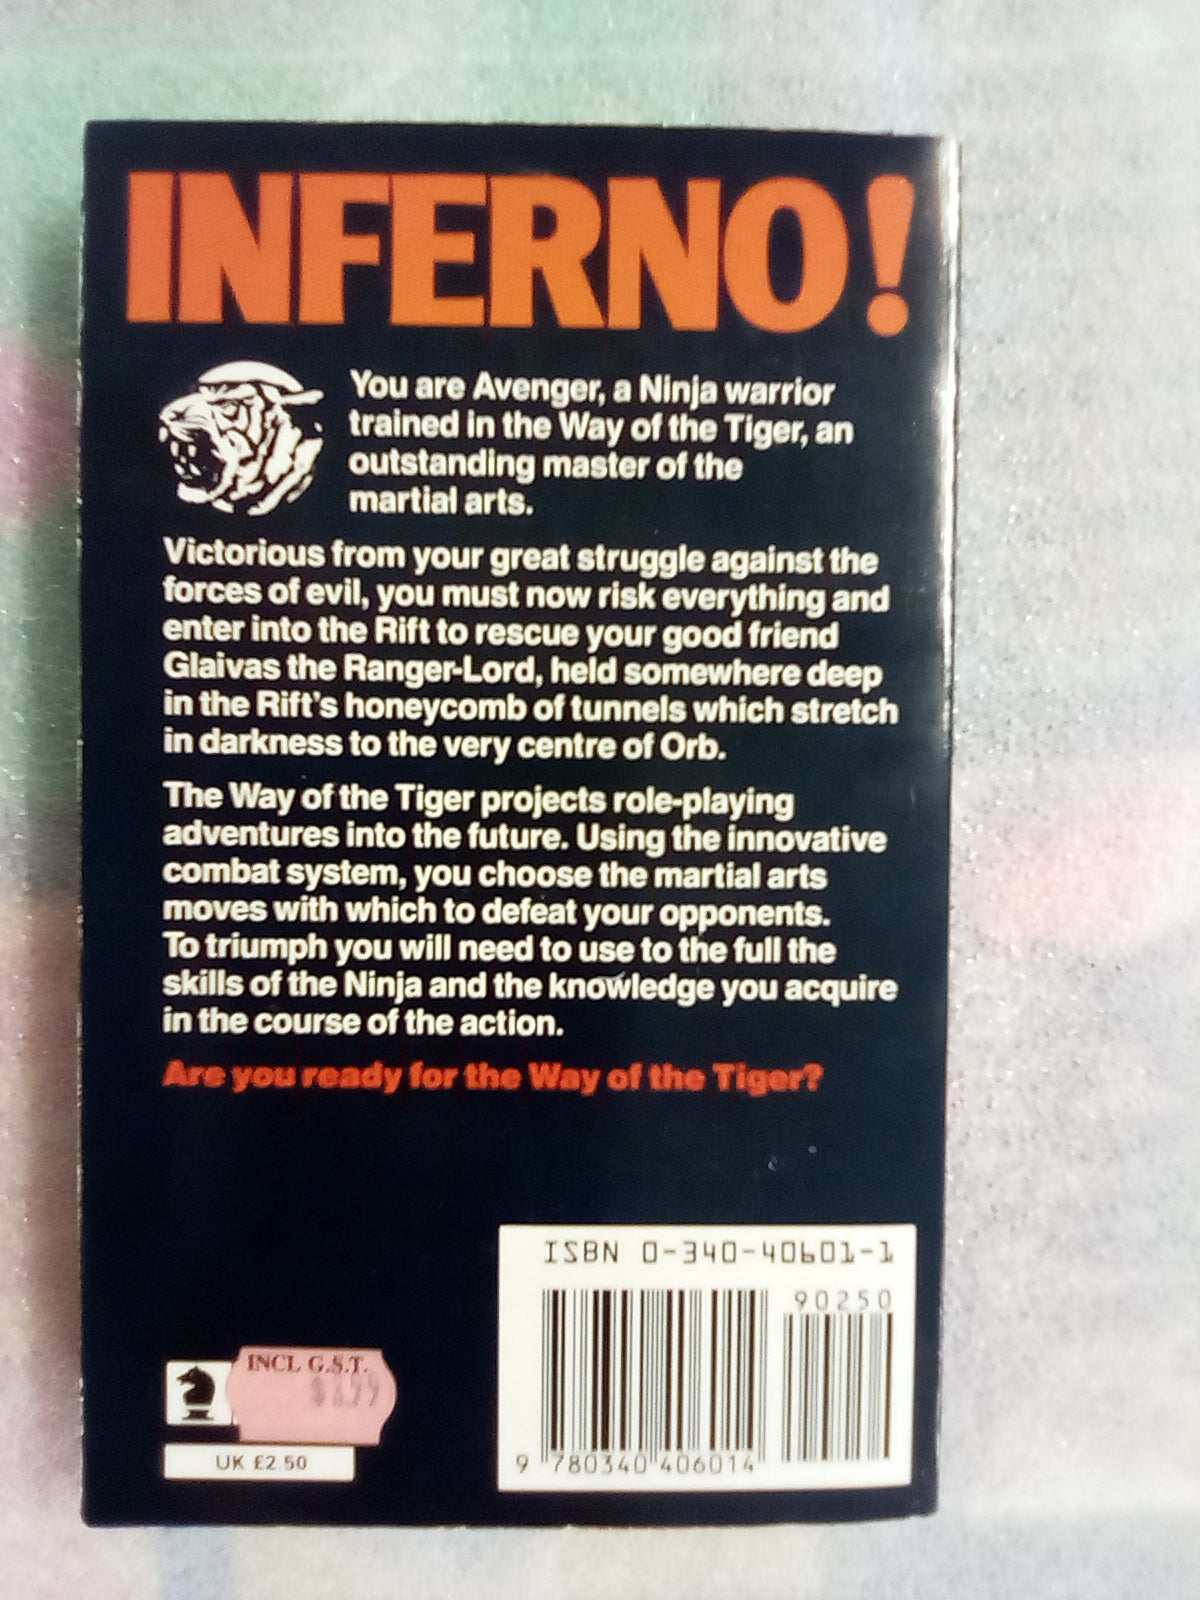 INFERNO!
You are Avenger, a Ninja warrior
trained in the Way of the Tiger, an
outstanding master of the
martial arts.
Victorious from your great struggle against the
forces of evil, you must now risk everything and
enter into the Rift to rescue your good friend
Glaivas the Ranger-Lord, held somewhere deep
in the Rift's honeycomb of tunnels which stretch
in darkness to the very centre of Orb.
The Way of the Tiger projects role-playing
adventures into the future. Using the innovative
combat system, you choose the martial arts
moves with which to defeat your opponents.
To triumph you will need to use to the full the
skills of the Ninja and the knowledge you acquire
in the course of the action.
Are you ready for the Way of the Tiger?
ISBN 0-340-40601-1
90250
9 780340 406014
INCL G.S.T.
UK £2.50